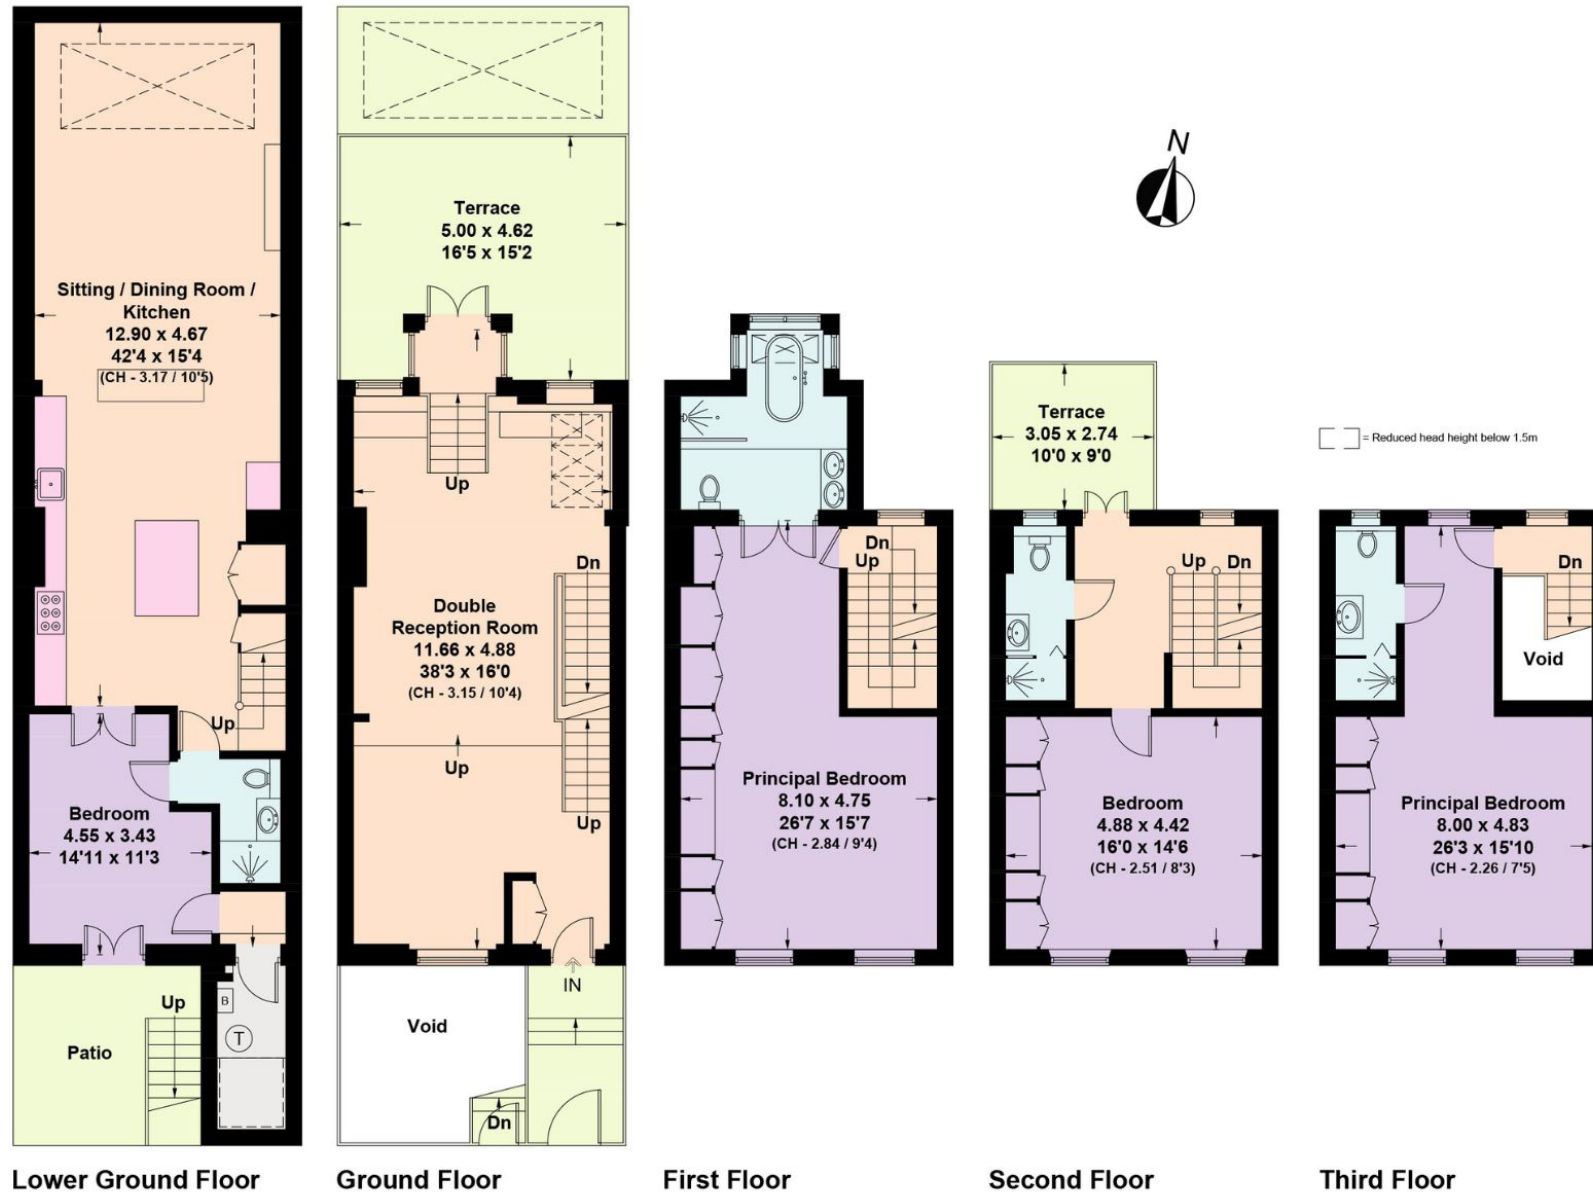 Sitting / Dining Room /
Kitchen
12.90 x 4.67
42'4 x 15'4
(CH - 3.17 / 10'5)
Up
Bedroom
4.55 x 3.43
14'11 x 11'3
Up
Patio
B
T
Lower Ground Floor
Terrace
5.00 x 4.62
16'5 x 15'2
Up
Dn
Double
Reception Room
11.66 x 4.88
38'3 x 16'0
(CH - 3.15 / 10'4)
Up
Up
IN
Void
Dn
Ground Floor
Dn
Up
Principal Bedroom
8.10 x 4.75
26'7 x 15'7
(CH - 2.84 / 9'4)
First Floor
Terrace
3.05 x 2.74
10'0 x 9'0
Up
Dn
Bedroom
4.88 x 4.42
16'0 x 14'6
(CH - 2.51 / 8'3)
Second Floor
N
= Reduced head height below 1.5m
Dn
Void
Principal Bedroom
8.00 x 4.83
26'3 x 15'10
(CH - 2.26 / 7'5)
Third Floor